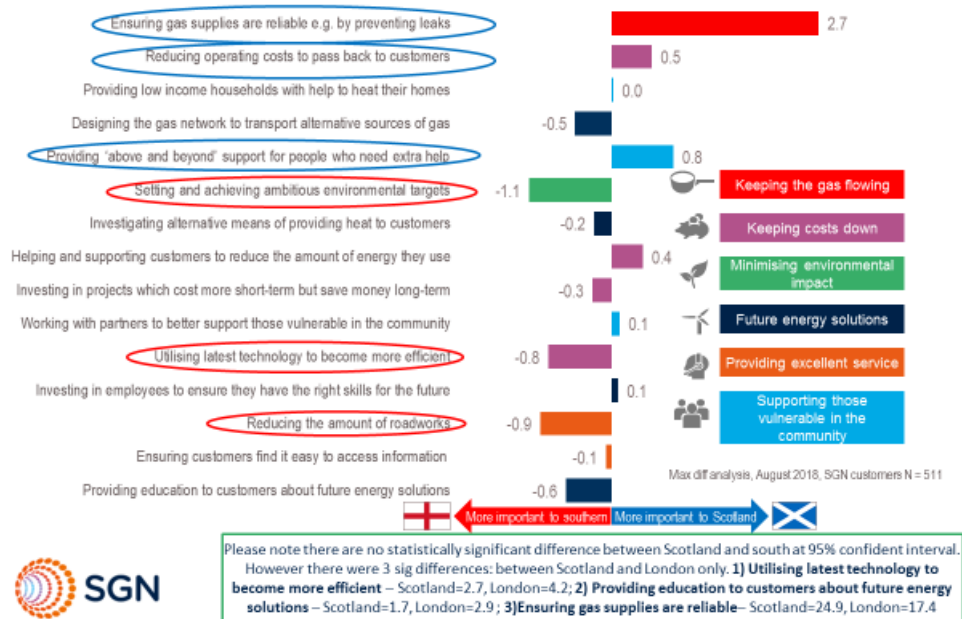 Ensuring gas supplies are reliable e.g. by preventing leaks
2.7
Reducing operating costs to pass back to customers
0.5
Providing low income households with help to heat their homes
0.0
Designing the gas network to transport alternative sources of gas
-0.5
Providing 'above and beyond' support for people who need extra help
0.8
Setting and achieving ambitious environmental targets
-1.1
Investigating alternative means of providing heat to customers
-0.2
Helping and supporting customers to reduce the amount of energy they use
0.4
Investing in projects which cost more short-term but save money long-term
-0.3
Working with partners to better support those vulnerable in the community
0.1
Utilising latest technology to become more efficient
-0.8
Investing in employees to ensure they have the right skills for the future
0.1
Reducing the amount of roadworks
-0.9
Ensuring customers find it easy to access information
-0.1
Providing education to customers about future energy solutions
-0.6
Keeping the gas flowing
Keeping costs down
Minimising environmental
impact
Future energy solutions
Providing excellent service
Supporting those
vulnerable in the
community
Max diff analysis, August 2018, SGN customers N = 511
More important to southern
More important to Scotland
SGN
Please note there are no statistically significant difference between Scotland and south at 95% confident interval.
However there were 3 sig differences: between Scotland and London only. 1) Utilising latest technology to
become more efficient – Scotland=2.7, London=4.2; 2) Providing education to customers about future energy
solutions – Scotland=1.7, London=2.9 ; 3)Ensuring gas supplies are reliable– Scotland=24.9, London=17.4